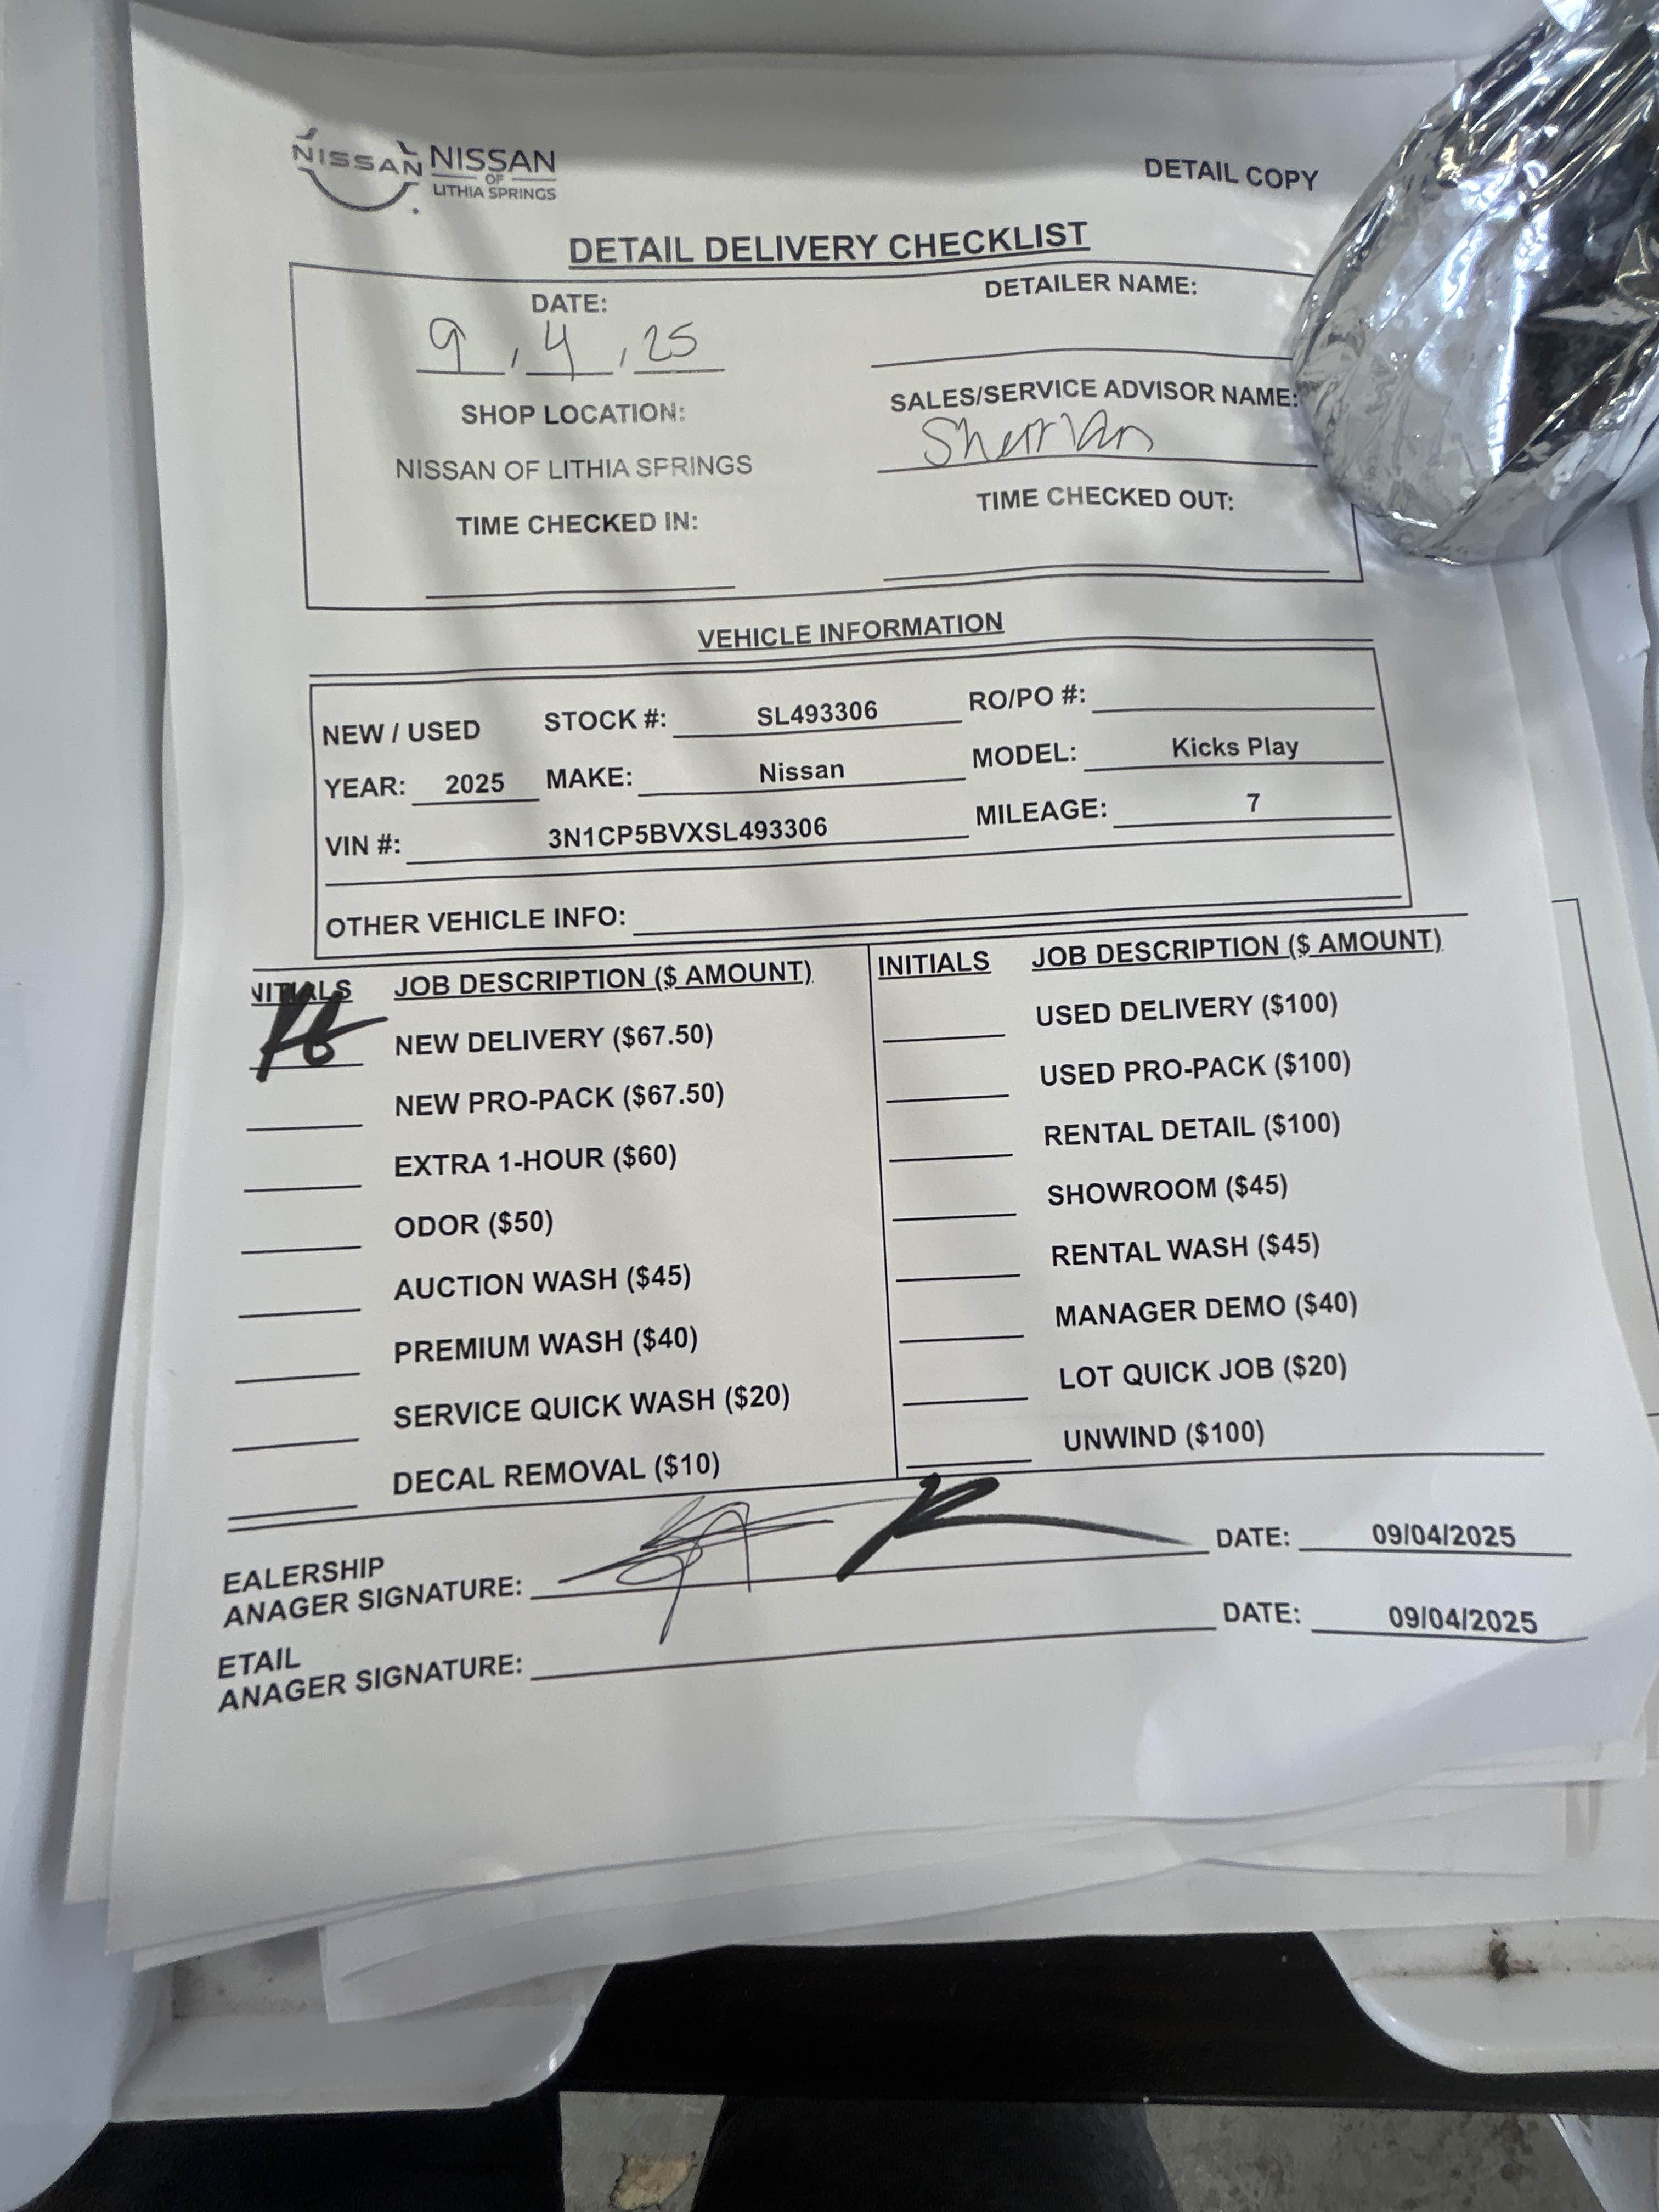 NISSAN NISSAN
OF
LITHIA SPRINGS
DETAIL COPY
DETAIL DELIVERY CHECKLIST
DATE:
9 , 4 , 25
DETAILER NAME:
SHOP LOCATION:
NISSAN OF LITHIA SPRINGS
SALES/SERVICE ADVISOR NAME:
TIME CHECKED IN:
TIME CHECKED OUT:
VEHICLE INFORMATION
NEW / USED STOCK #: SL493306 RO/PO #:
YEAR: 2025 MAKE: Nissan MODEL: Kicks Play
VIN #: 3N1CP5BVXSL493306 MILEAGE: 7
OTHER VEHICLE INFO:
NITIALS JOB DESCRIPTION ($ AMOUNT)
NEW DELIVERY ($67.50)
NEW PRO-PACK ($67.50)
EXTRA 1-HOUR ($60)
ODOR ($50)
AUCTION WASH ($45)
PREMIUM WASH ($40)
SERVICE QUICK WASH ($20)
DECAL REMOVAL ($10)
INITIALS JOB DESCRIPTION ($ AMOUNT)
USED DELIVERY ($100)
USED PRO-PACK ($100)
RENTAL DETAIL ($100)
SHOWROOM ($45)
RENTAL WASH ($45)
MANAGER DEMO ($40)
LOT QUICK JOB ($20)
UNWIND ($100)
EALERSHIP
ANAGER SIGNATURE: DATE: 09/04/2025
ETAIL
ANAGER SIGNATURE: DATE: 09/04/2025